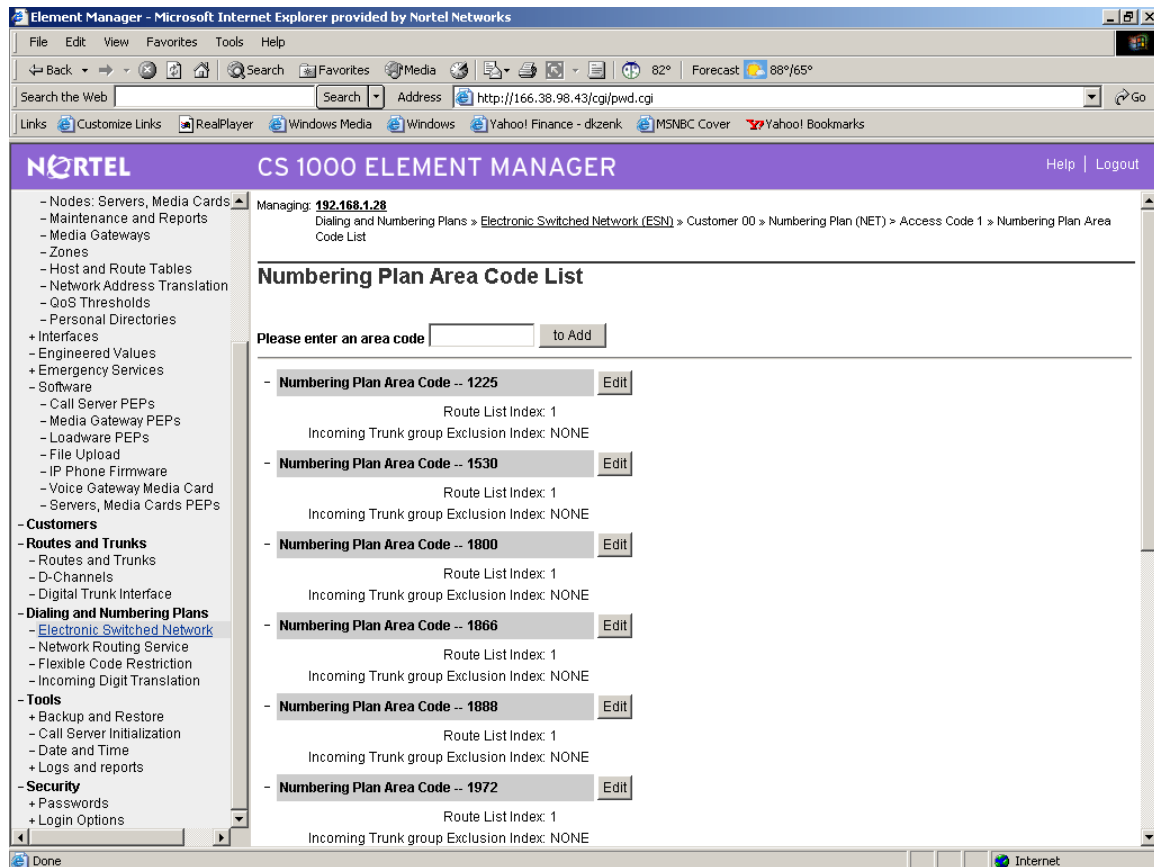 Element Manager - Microsoft Internet Explorer provided by Nortel Networks
File Edit View Favorites Tools Help
Back Search Favorites Media 82° Forecast 88°/65°
Search the Web Search Address http://166.38.98.43/cgi/pwd.cgi Go
Links Customize Links RealPlayer Windows Media Windows Yahoo! Finance - dkzenk MSNBC Cover Yahoo! Bookmarks
NORTEL CS 1000 ELEMENT MANAGER Help | Logout
- Nodes: Servers, Media Cards
- Maintenance and Reports
- Media Gateways
- Zones
- Host and Route Tables
- Network Address Translation
- QoS Thresholds
- Personal Directories
+ Interfaces
- Engineered Values
+ Emergency Services
- Software
- Call Server PEPs
- Media Gateway PEPs
- Loadware PEPs
- File Upload
- IP Phone Firmware
- Voice Gateway Media Card
- Servers, Media Cards PEPs
- Customers
- Routes and Trunks
- Routes and Trunks
- D-Channels
- Digital Trunk Interface
- Dialing and Numbering Plans
- Electronic Switched Network
- Network Routing Service
- Flexible Code Restriction
- Incoming Digit Translation
- Tools
+ Backup and Restore
- Call Server Initialization
- Date and Time
+ Logs and reports
- Security
+ Passwords
+ Login Options
Managing: 192.168.1.28
Dialing and Numbering Plans » Electronic Switched Network (ESN) » Customer 00 » Numbering Plan (NET) > Access Code 1 » Numbering Plan Area
Code List
Numbering Plan Area Code List
Please enter an area code to Add
- Numbering Plan Area Code -- 1225 Edit
Route List Index: 1
Incoming Trunk group Exclusion Index: NONE
- Numbering Plan Area Code -- 1530 Edit
Route List Index: 1
Incoming Trunk group Exclusion Index: NONE
- Numbering Plan Area Code -- 1800 Edit
Route List Index: 1
Incoming Trunk group Exclusion Index: NONE
- Numbering Plan Area Code -- 1866 Edit
Route List Index: 1
Incoming Trunk group Exclusion Index: NONE
- Numbering Plan Area Code -- 1888 Edit
Route List Index: 1
Incoming Trunk group Exclusion Index: NONE
- Numbering Plan Area Code -- 1972 Edit
Route List Index: 1
Incoming Trunk group Exclusion Index: NONE
Done Internet